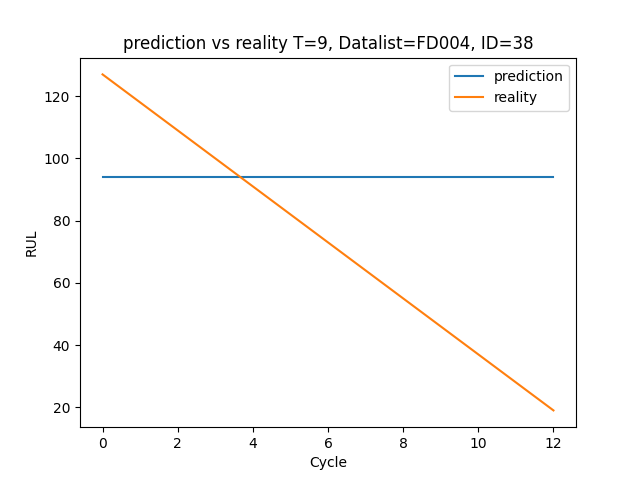 prediction vs reality T=9, Datalist=FD004, ID=38
prediction
reality
RUL
120
100
80
60
40
20
0 2 4 6 8 10 12
Cycle